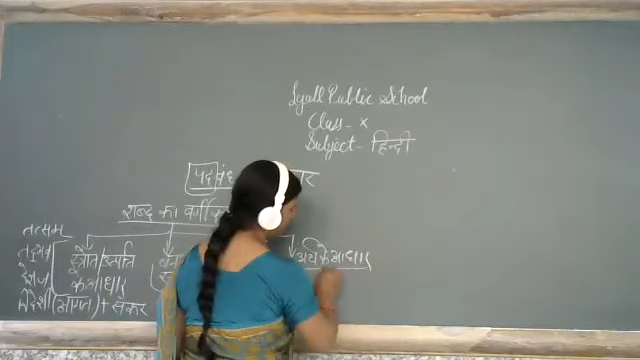 Lyall Public School
Class - X
Subject - हिन्दी
पद
शब्द का वर्गी
तत्सम
तद्भव
देशज
विदेशी (आगत) + संकर
स्रोत/उत्पत्ति
के आधार
अर्थ के आधार